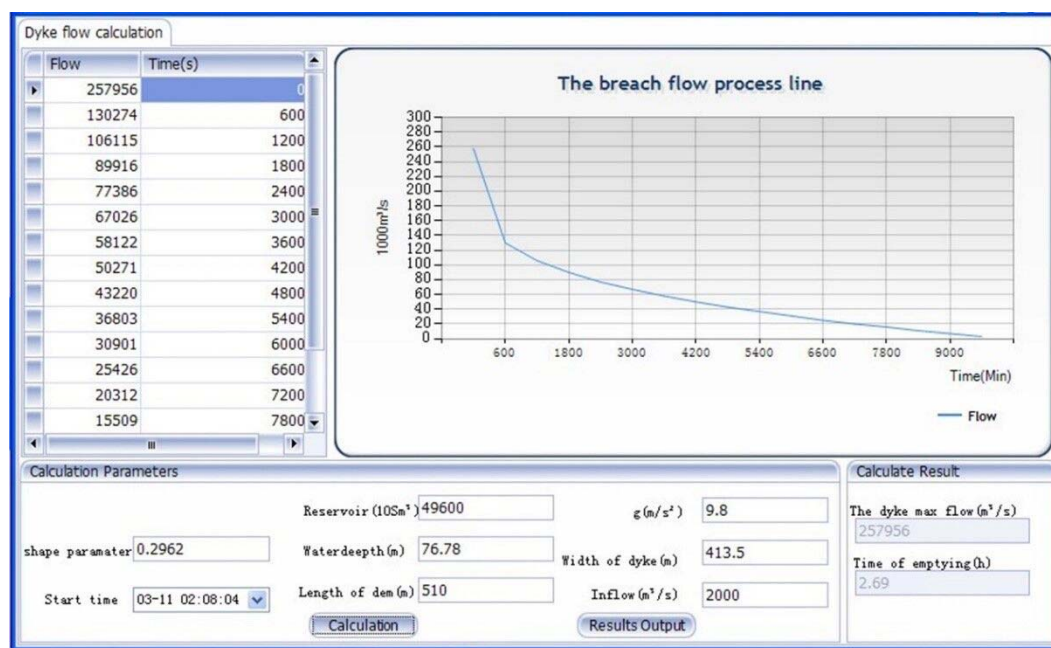 Dyke flow calculation
Flow Time(s)
257956 0
130274 600
106115 1200
89916 1800
77386 2400
67026 3000
58122 3600
50271 4200
43220 4800
36803 5400
30901 6000
25426 6600
20312 7200
15509 7800
The breach flow process line
1000m³/s
300
280
260
240
220
200
180
160
140
120
100
80
60
40
20
0
600 1800 3000 4200 5400 6600 7800 9000
Time(Min)
Flow
Calculation Parameters
Reservoir(10Sm³) 49600 g(m/s²) 9.8
shape paramater 0.2962 Waterdeepth(m) 76.78 Width of dyke(m) 413.5
Start time 03-11 02:08:04 Length of dem(m) 510 Inflow(m³/s) 2000
Calculation Results Output
Calculate Result
The dyke max flow(m³/s)
257956
Time of emptying(h)
2.69